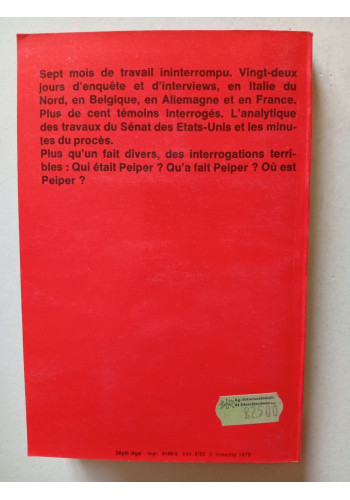 Sept mois de travail ininterrompu. Vingt-deux
jours d'enquête et d'interviews, en Italie du
Nord, en Belgique, en Allemagne et en France.
Plus de cent témoins interrogés. L'analytique
des travaux du Sénat des Etats-Unis et les minu-
tes du procès.
Plus qu'un fait divers, des interrogations terri-
bles : Qui était Peiper ? Qu'a fait Peiper ? Où est
Peiper ?
82500
Dépôt légal